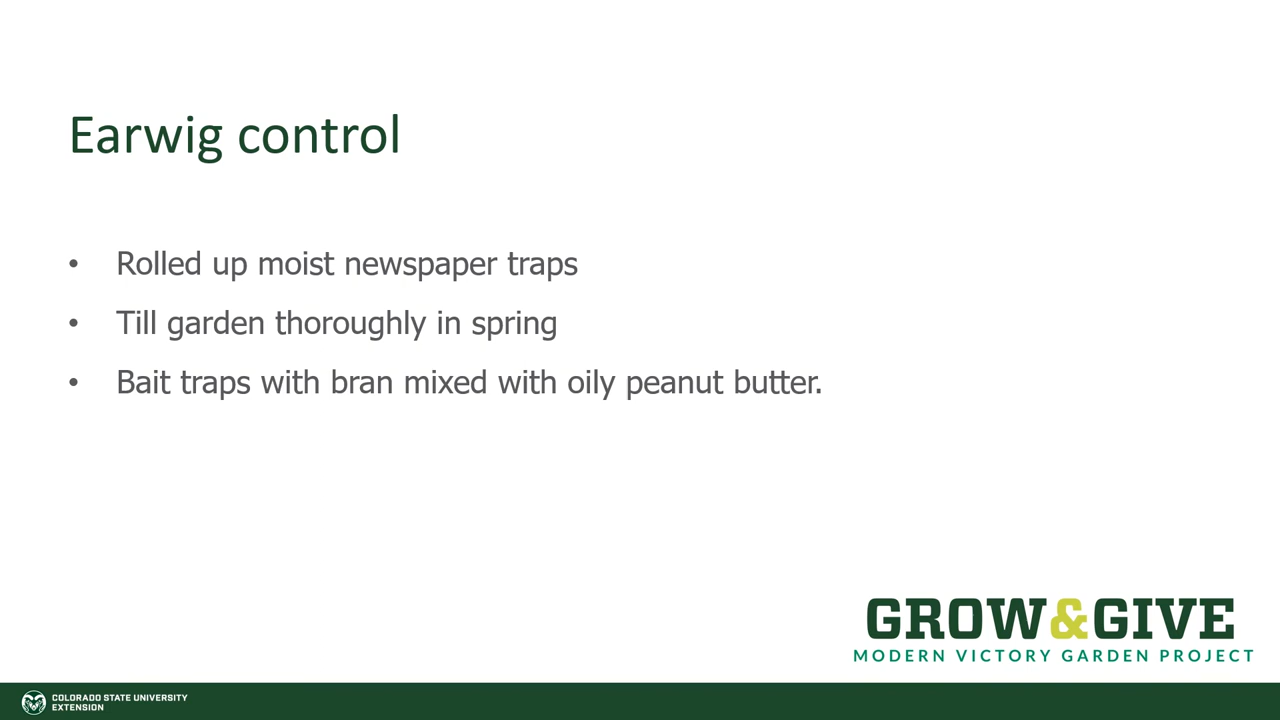 Earwig control
• Rolled up moist newspaper traps
• Till garden thoroughly in spring
• Bait traps with bran mixed with oily peanut butter.
GROW&GIVE
MODERN VICTORY GARDEN PROJECT
COLORADO STATE UNIVERSITY
EXTENSION